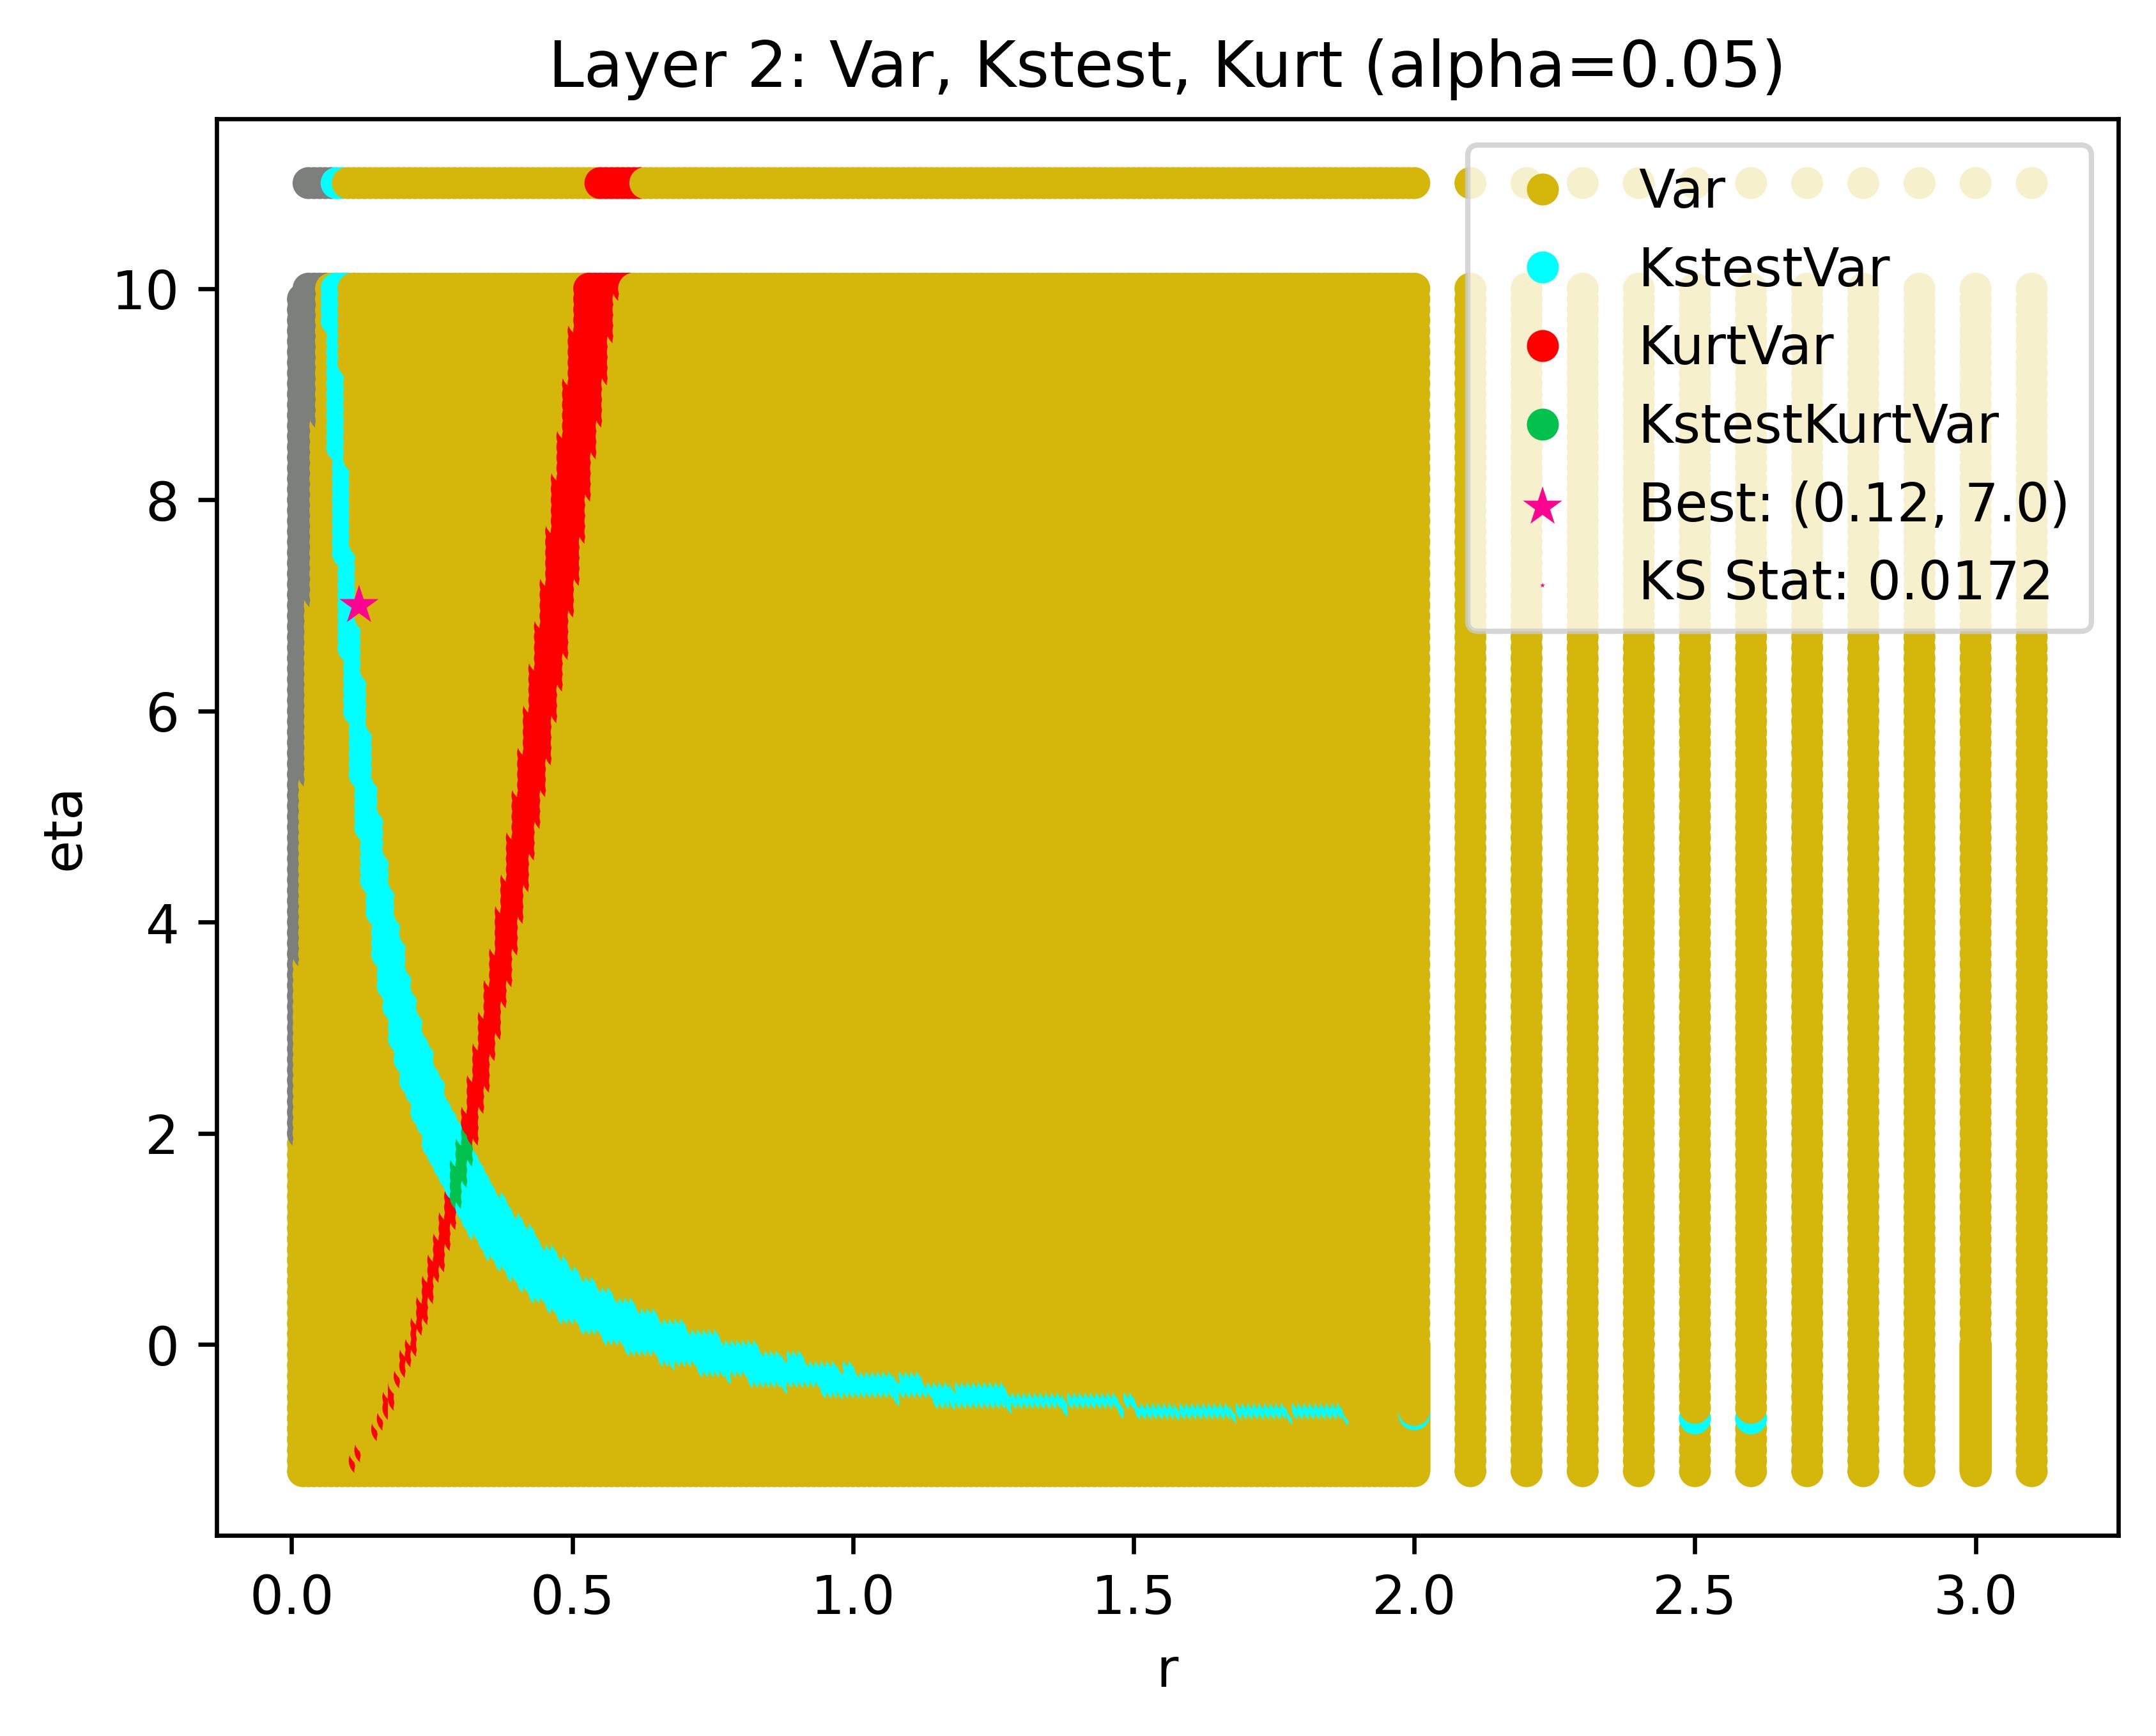 Layer 2: Var, Kstest, Kurt (alpha=0.05)
Var
KstestVar
KurtVar
KstestKurtVar
Best: (0.12, 7.0)
KS Stat: 0.0172
10
8
6
4
2
0
eta
0.0 0.5 1.0 1.5 2.0 2.5 3.0
r